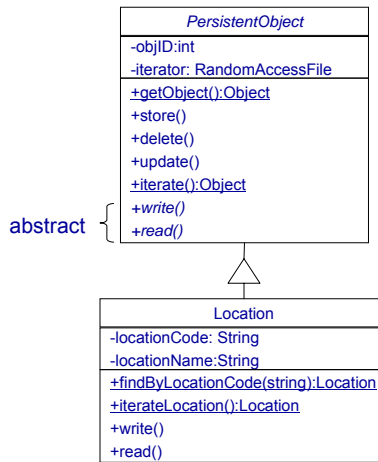 PersistentObject
-objID:int
-iterator: RandomAccessFile
+getObject():Object
+store()
+delete()
+update()
+iterate():Object
+write()
+read()
abstract
Location
-locationCode: String
-locationName:String
+findByLocationCode(string):Location
+iterateLocation():Location
+write()
+read()